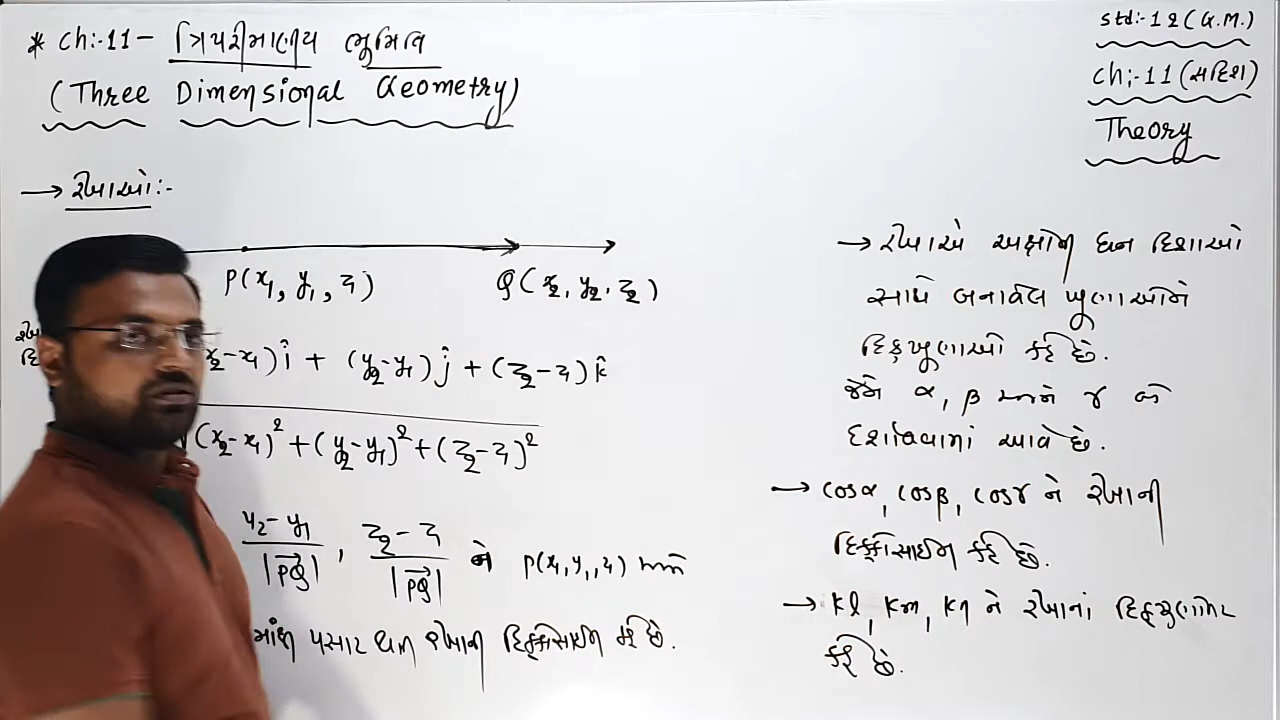 * Ch:-11- ત્રિપરીમાણીય ભુમિતિ
(Three Dimensional Geometry)
std:-12 (G.M.)
Ch:-11 (સદિશ)
Theory
→ રેખાઓ:-
P(x₁, y₁, z₁)
Q(x₂, y₂, z₂)
x₂-x₁)î + (y₂-y₁)ĵ + (z₂-z₁)k̂
√(x₂-x₁)² + (y₂-y₁)² + (z₂-z₁)²
y₂-y₁/|PQ⃗|, z₂-z₁/|PQ⃗| ને P(x₁, y₁, z₁) અને
માંથી પસાર થતી રેખાની દિક્કોસાઈન કહે છે.
→ રેખાએ અક્ષોની ધન દિશાઓ
સાથે બનાવેલ ખૂણાઓને
દિક્ખૂણાઓ કહે છે.
જેને α, β અને γ વડે
દર્શાવવામાં આવે છે.
→ cosα, cosβ, cosγ ને રેખાની
દિક્કોસાઈન કહે છે.
→ kl, km, kn ને રેખાનાં દિક્ગુણોત્તર
કહે છે.